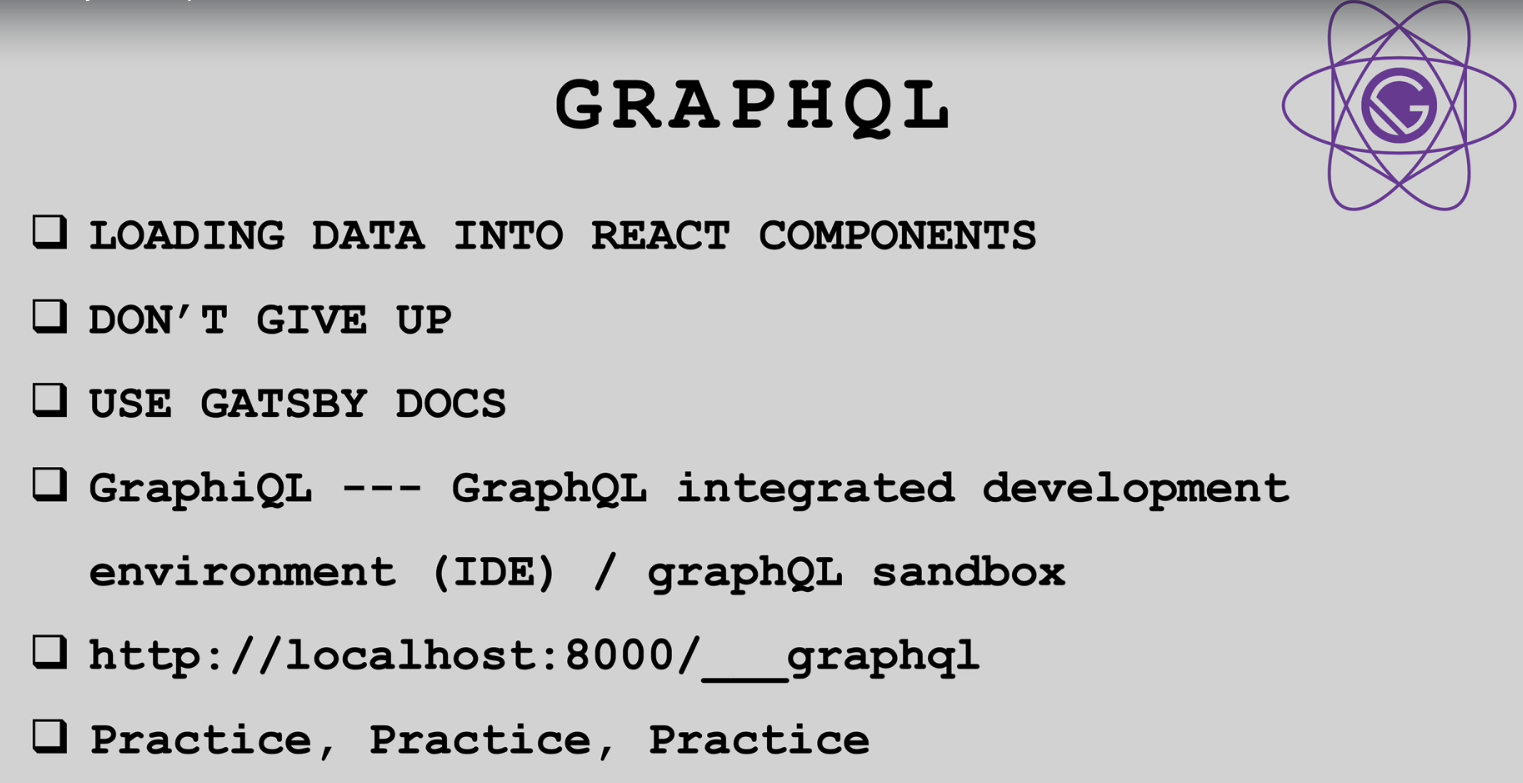 GRAPHQL
LOADING DATA INTO REACT COMPONENTS
DON'T GIVE UP
USE GATSBY DOCS
GraphiQL --- GraphQL integrated development
environment (IDE) / graphQL sandbox
http://localhost:8000/___graphql
Practice, Practice, Practice